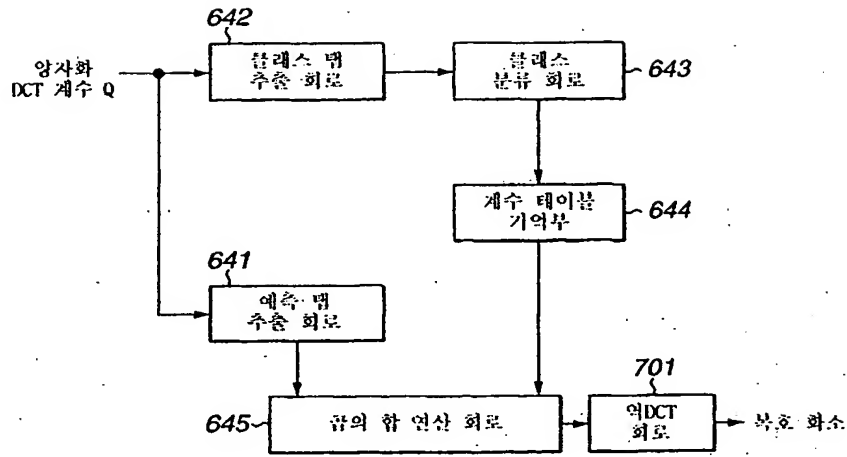 642
양자화
DCT 계수 Q
클래스 탭
추출 회로
클래스
분류 회로
643
계수 테이블
기억부
644
641
예측 탭
추출 회로
645
곱의 합 연산 회로
701
역DCT
회로
복호 화소